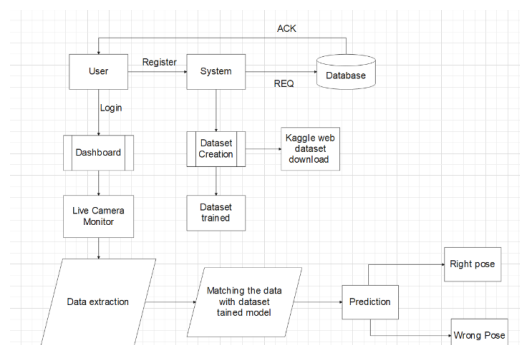 ACK
User
Register
System
REQ
Database
Login
Dashboard
Dataset
Creation
Kaggle web
dataset
download
Live Camera
Monitor
Dataset
trained
Data extraction
Matching the data
with dataset
tained model
Prediction
Right pose
Wrong Pose